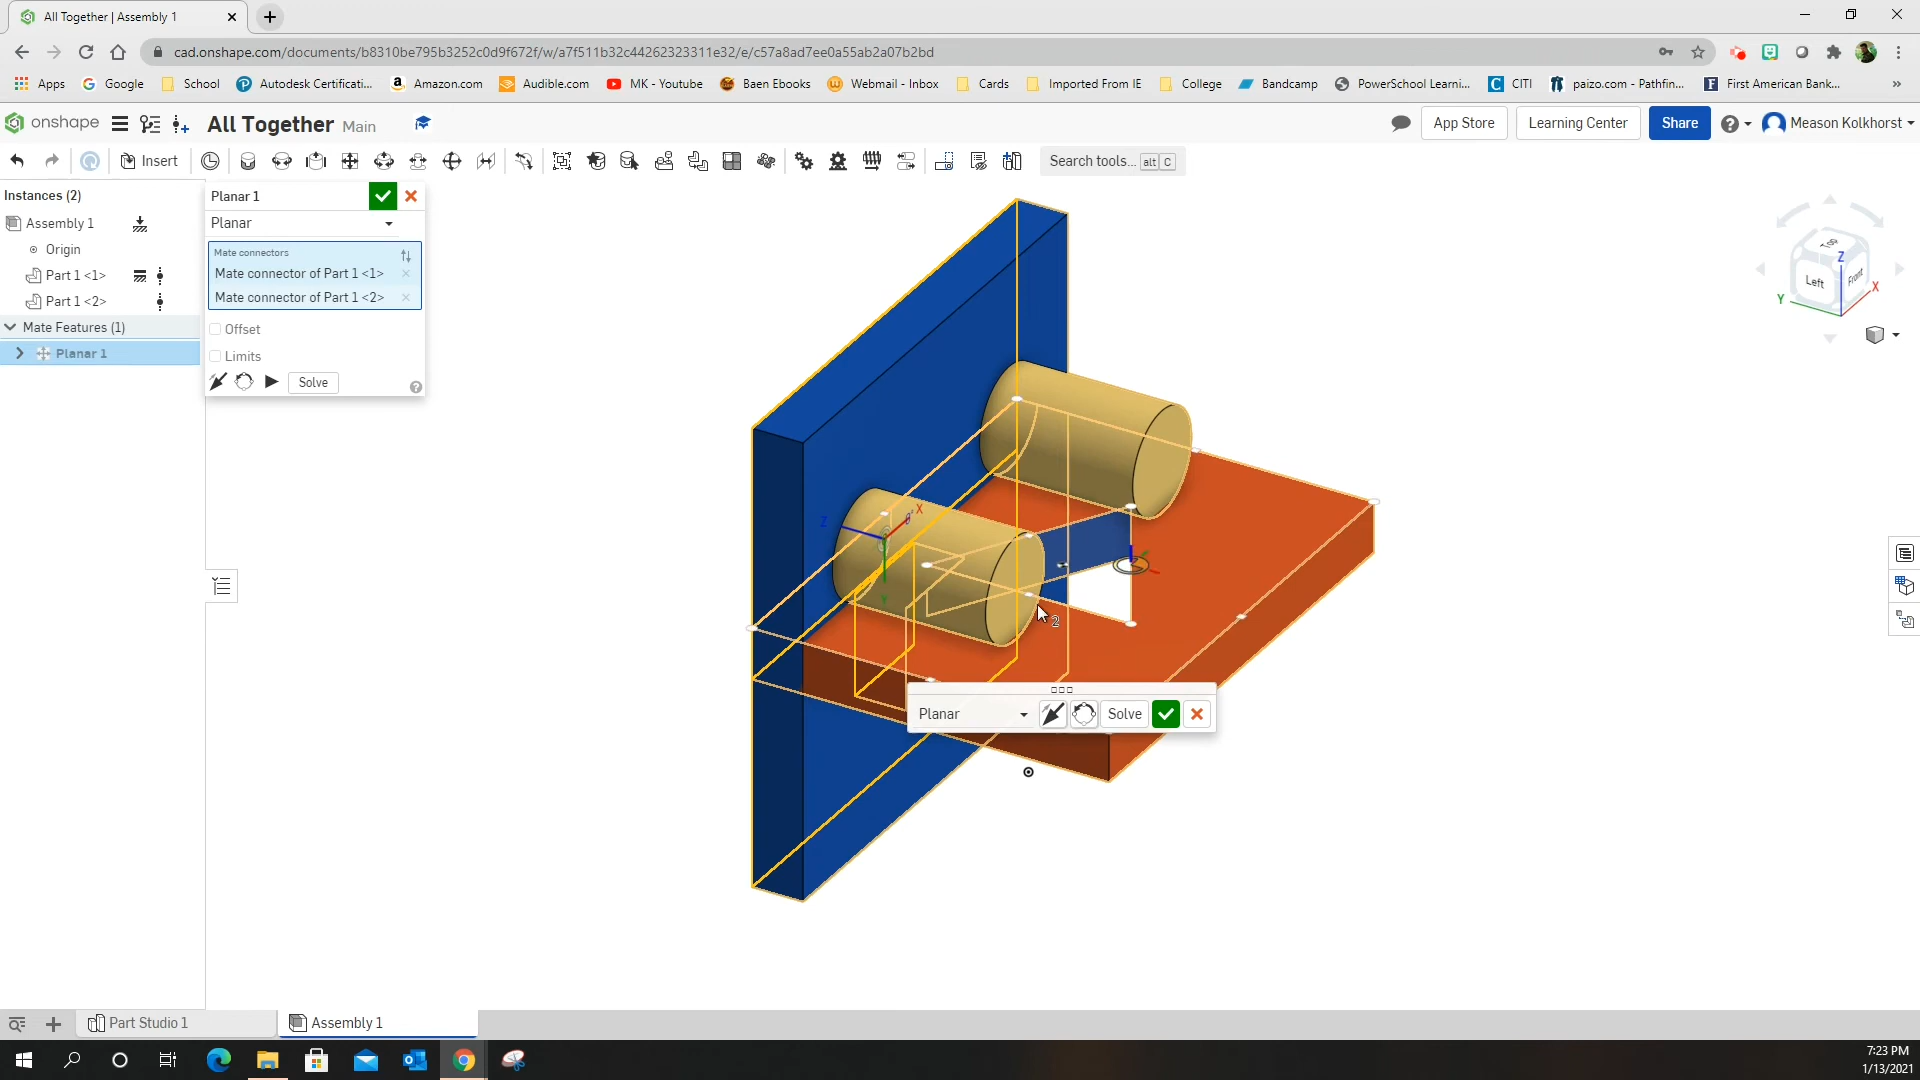 All Together | Assembly 1
cad.onshape.com/documents/b8310be795b3252c0d9f672f/w/a7f511b32c44262323311e32/e/c57a8ad7ee0a55ab2a07b2bd
Apps Google School Autodesk Certificati... Amazon.com Audible.com MK - Youtube Baen Ebooks Webmail - Inbox Cards Imported From IE College Bandcamp PowerSchool Learni... CITI paizo.com - Pathfin... First American Bank... »
onshape All Together Main App Store Learning Center Share Meason Kolkhorst
Insert Search tools... alt C
Instances (2)
Assembly 1
Origin
Part 1 <1>
Part 1 <2>
Mate Features (1)
Planar 1
Planar 1
Planar
Mate connectors
Mate connector of Part 1 <1>
Mate connector of Part 1 <2>
Offset
Limits
Solve
Top
Z
Left Front
X
Y
Z X
Y
2
Planar Solve
Part Studio 1 Assembly 1
7:23 PM
1/13/2021